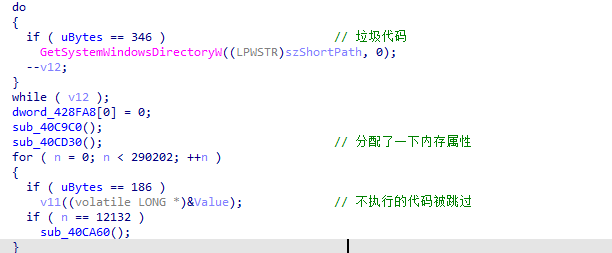 do
{
if ( uBytes == 346 ) // 垃圾代码
GetSystemWindowsDirectoryW((LPWSTR)szShortPath, 0);
--v12;
}
while ( v12 );
dword_428FA8[0] = 0;
sub_40C9C0();
sub_40CD30(); // 分配了一下内存属性
for ( n = 0; n < 290202; ++n )
{
if ( uBytes == 186 )
v11((volatile LONG *)&Value); // 不执行的代码被跳过
if ( n == 12132 )
sub_40CA60();
}